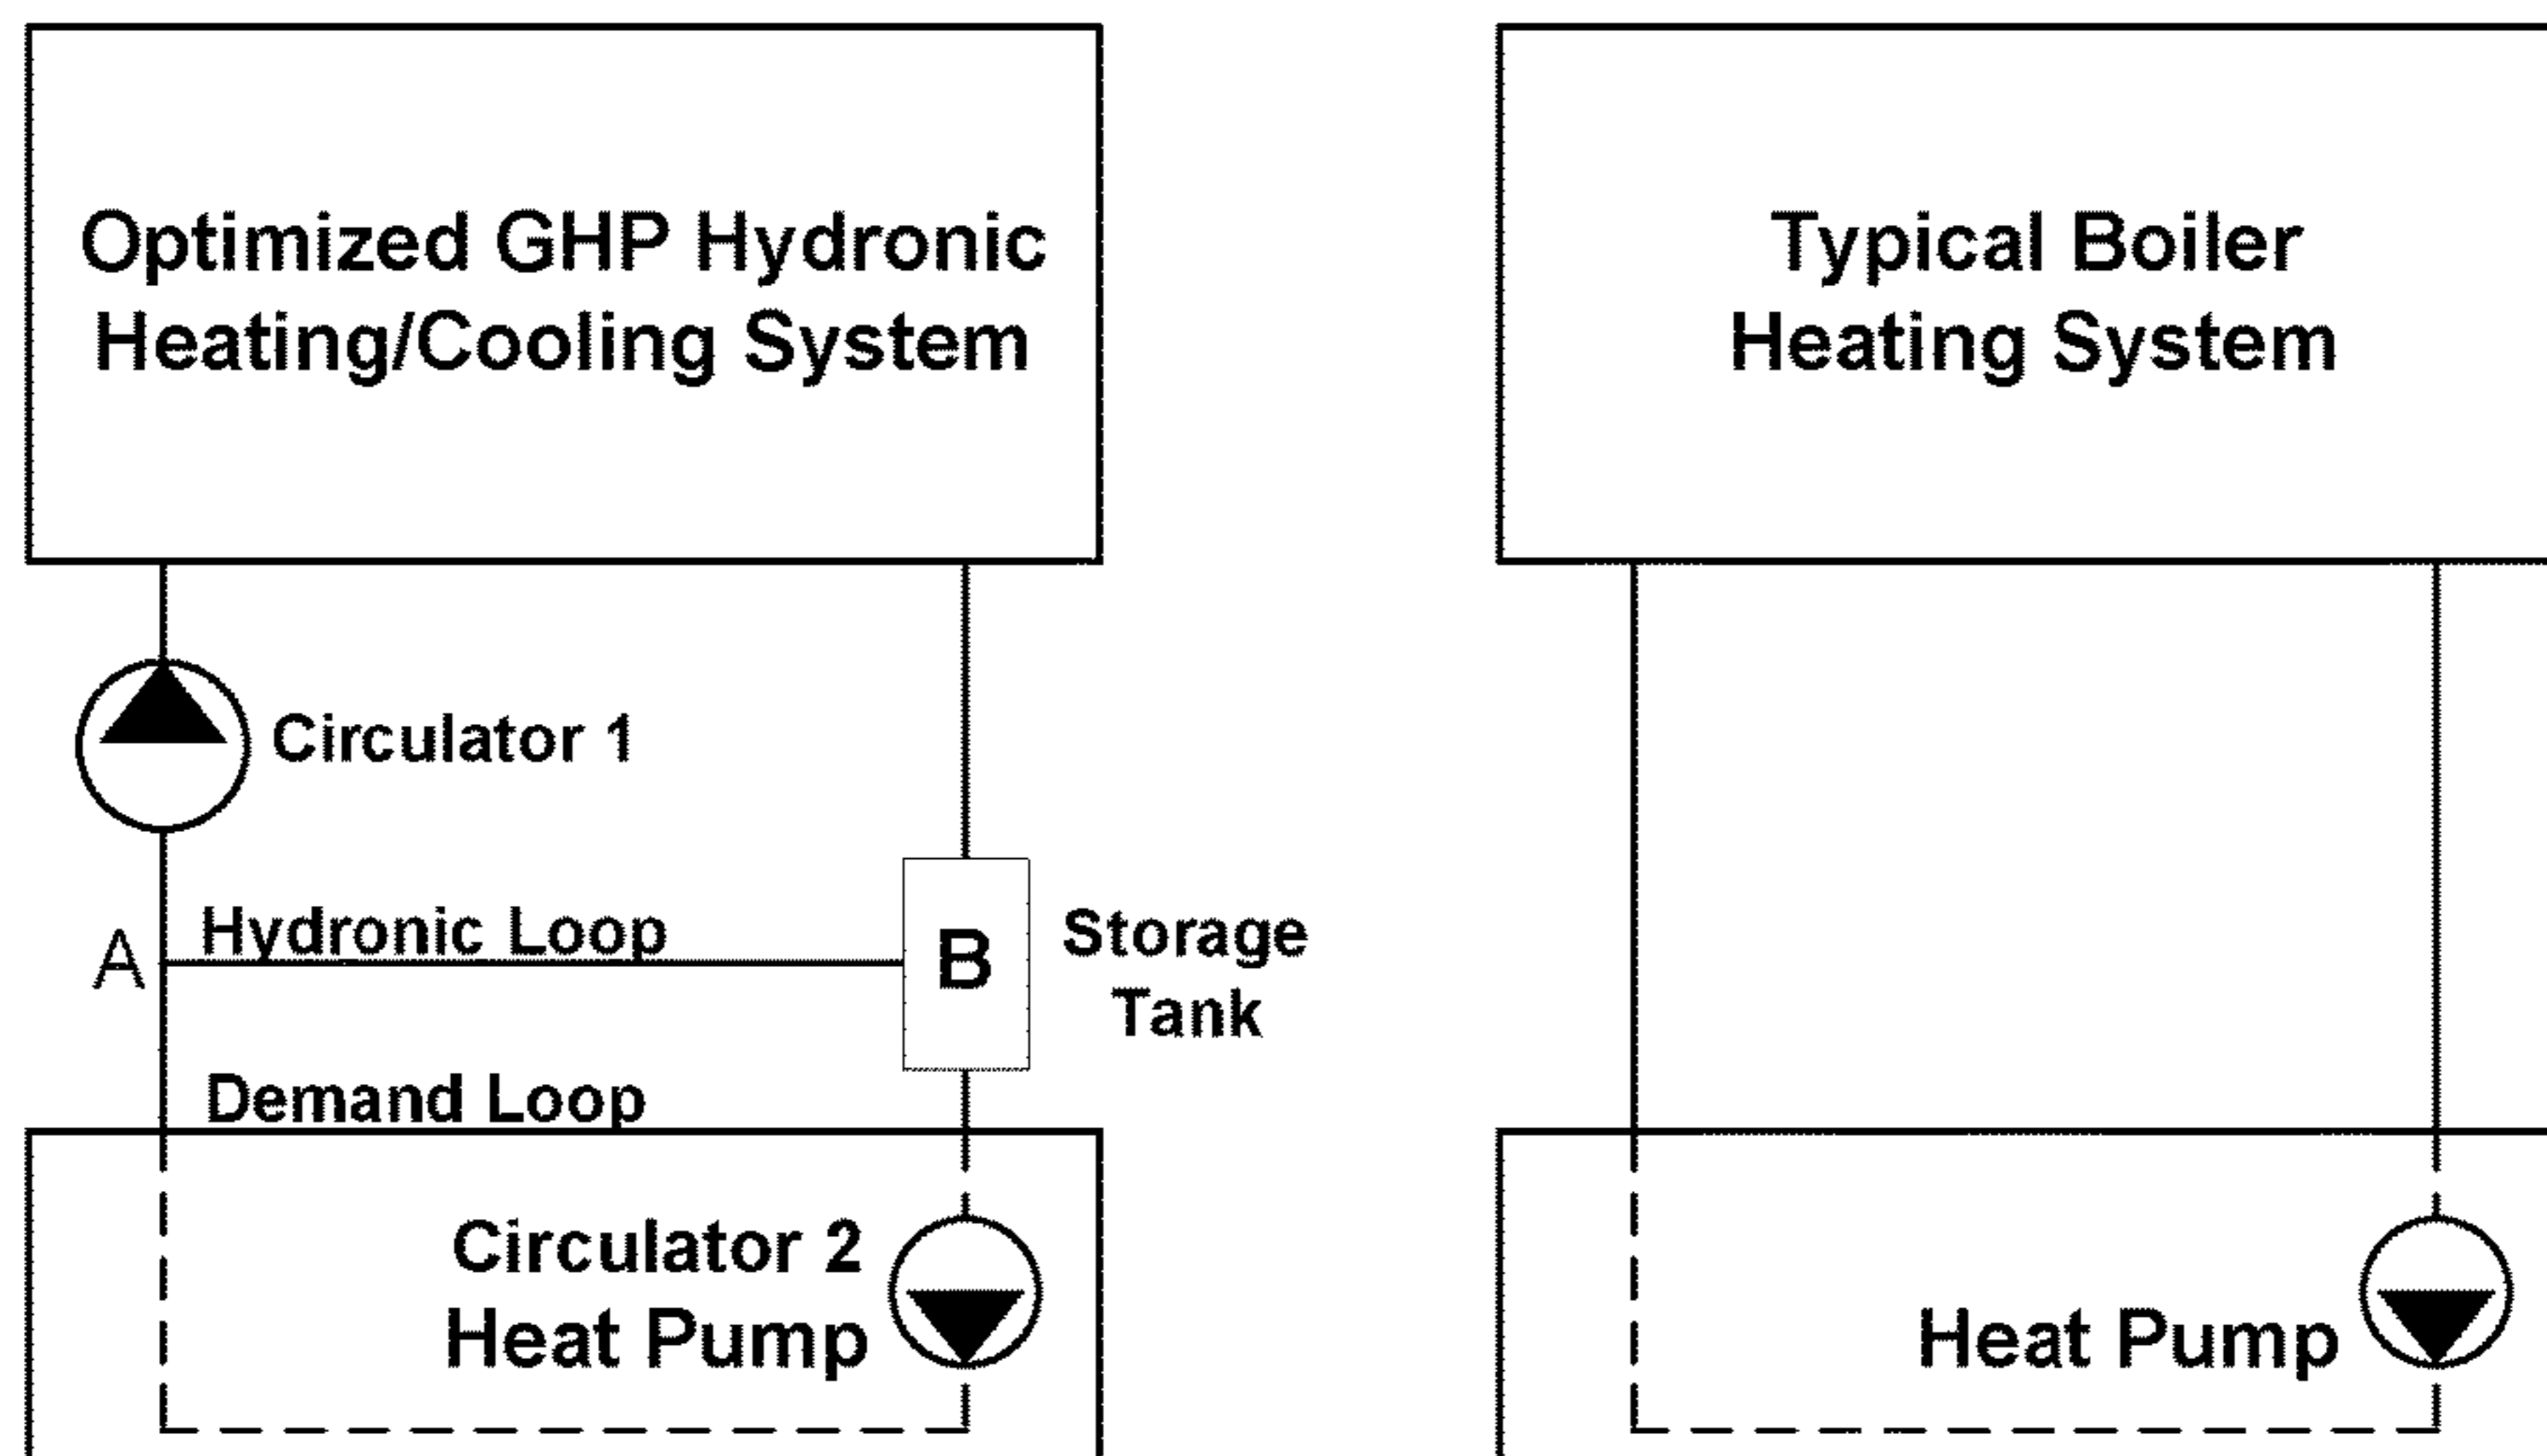 Optimized GHP Hydronic
Heating/Cooling System
Circulator 1
A
Hydronic Loop
B
Storage
Tank
Demand Loop
Circulator 2
Heat Pump
Typical Boiler
Heating System
Heat Pump